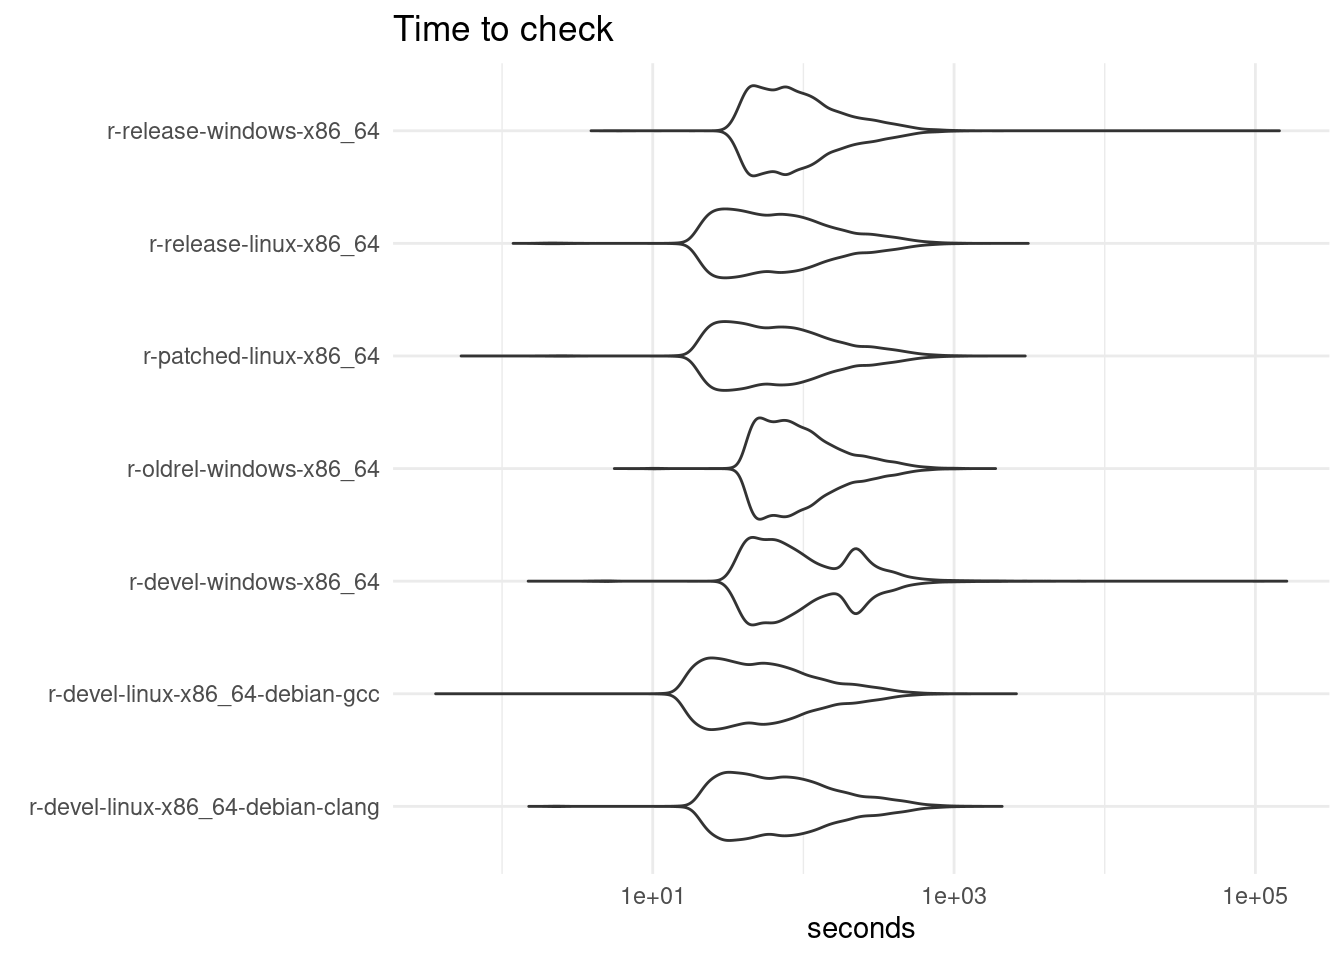 Time to check
r-release-windows-x86_64
r-release-linux-x86_64
r-patched-linux-x86_64
r-oldrel-windows-x86_64
r-devel-windows-x86_64
r-devel-linux-x86_64-debian-gcc
r-devel-linux-x86_64-debian-clang
1e+01 1e+03 1e+05
seconds